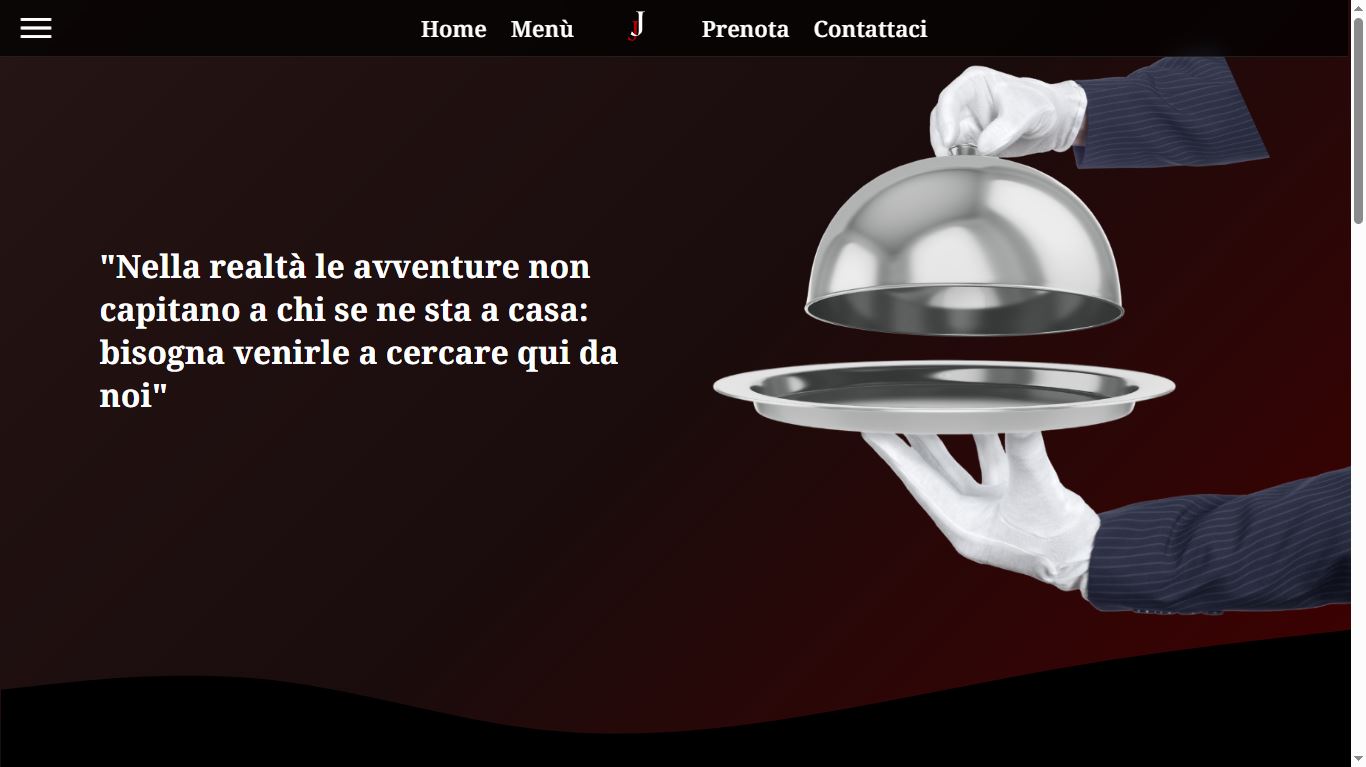 Home Menù JJ Prenota Contattaci
"Nella realtà le avventure non
capitano a chi se ne sta a casa:
bisogna venirle a cercare qui da
noi"